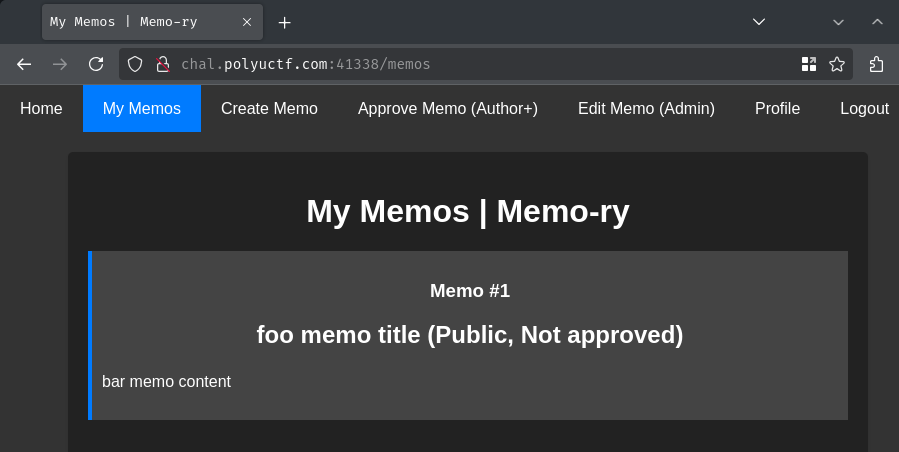 My Memos | Memo-ry
chal.polyuctf.com:41338/memos
Home My Memos Create Memo Approve Memo (Author+) Edit Memo (Admin) Profile Logout
My Memos | Memo-ry
Memo #1
foo memo title (Public, Not approved)
bar memo content